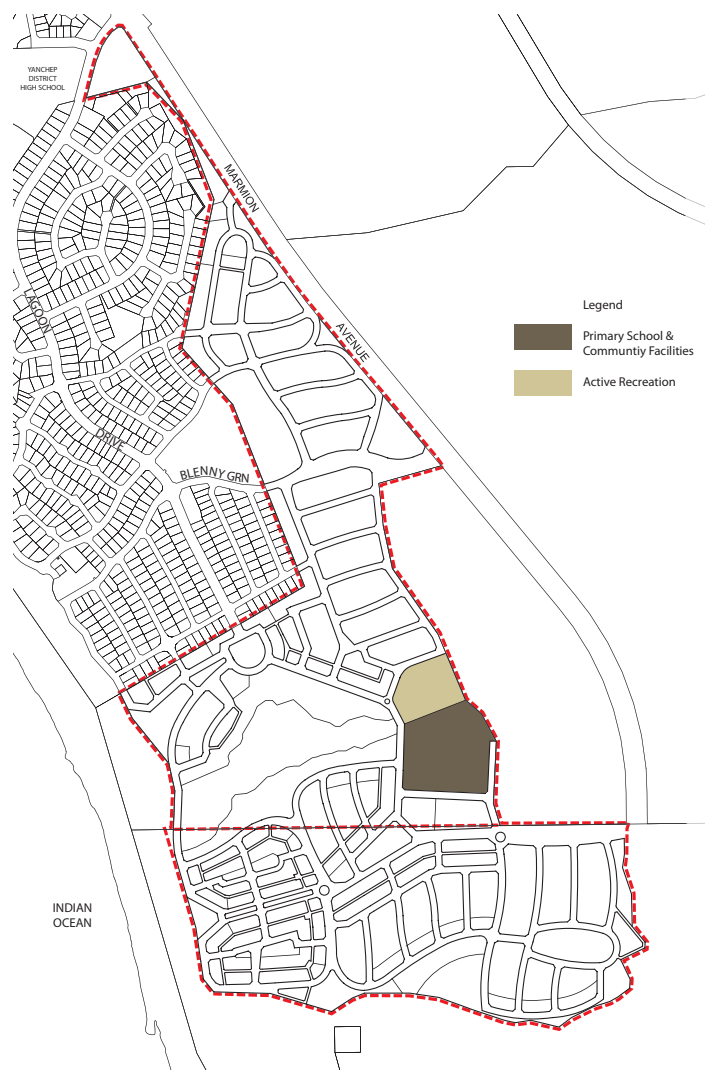 YANCHEP
DISTRICT
HIGH SCHOOL
MARMION
AVENUE
LAGOON
DRIVE
BLENNY GRN
Legend
Primary School &
Communtiy Facilities
Active Recreation
INDIAN
OCEAN